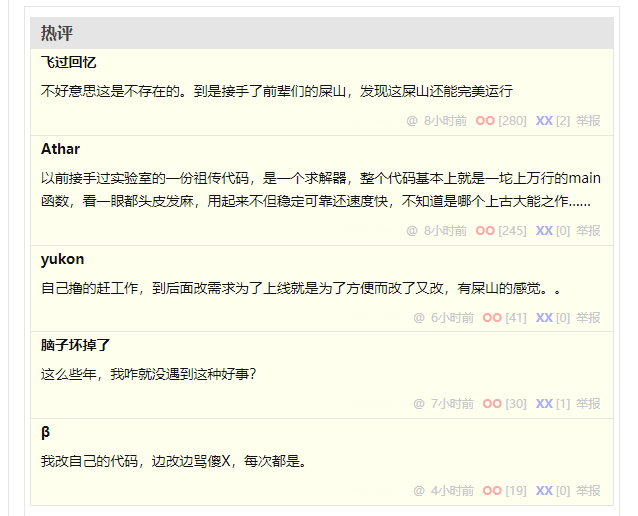 热评
飞过回忆
不好意思这是不存在的。到是接手了前辈们的屎山，发现这屎山还能完美运行
@ 8小时前 OO [280] XX [2] 举报
Athar
以前接手过实验室的一份祖传代码，是一个求解器，整个代码基本上就是一坨上万行的main
函数，看一眼都头皮发麻，用起来不但稳定可靠还速度快，不知道是哪个上古大能之作......
@ 8小时前 OO [245] XX [0] 举报
yukon
自己撸的赶工作，到后面改需求为了上线就是为了方便而改了又改，有屎山的感觉。。
@ 6小时前 OO [41] XX [0] 举报
脑子坏掉了
这么些年，我咋就没遇到这种好事?
@ 7小时前 OO [30] XX [1] 举报
β
我改自己的代码，边改边骂傻X，每次都是。
@ 4小时前 OO [19] XX [0] 举报